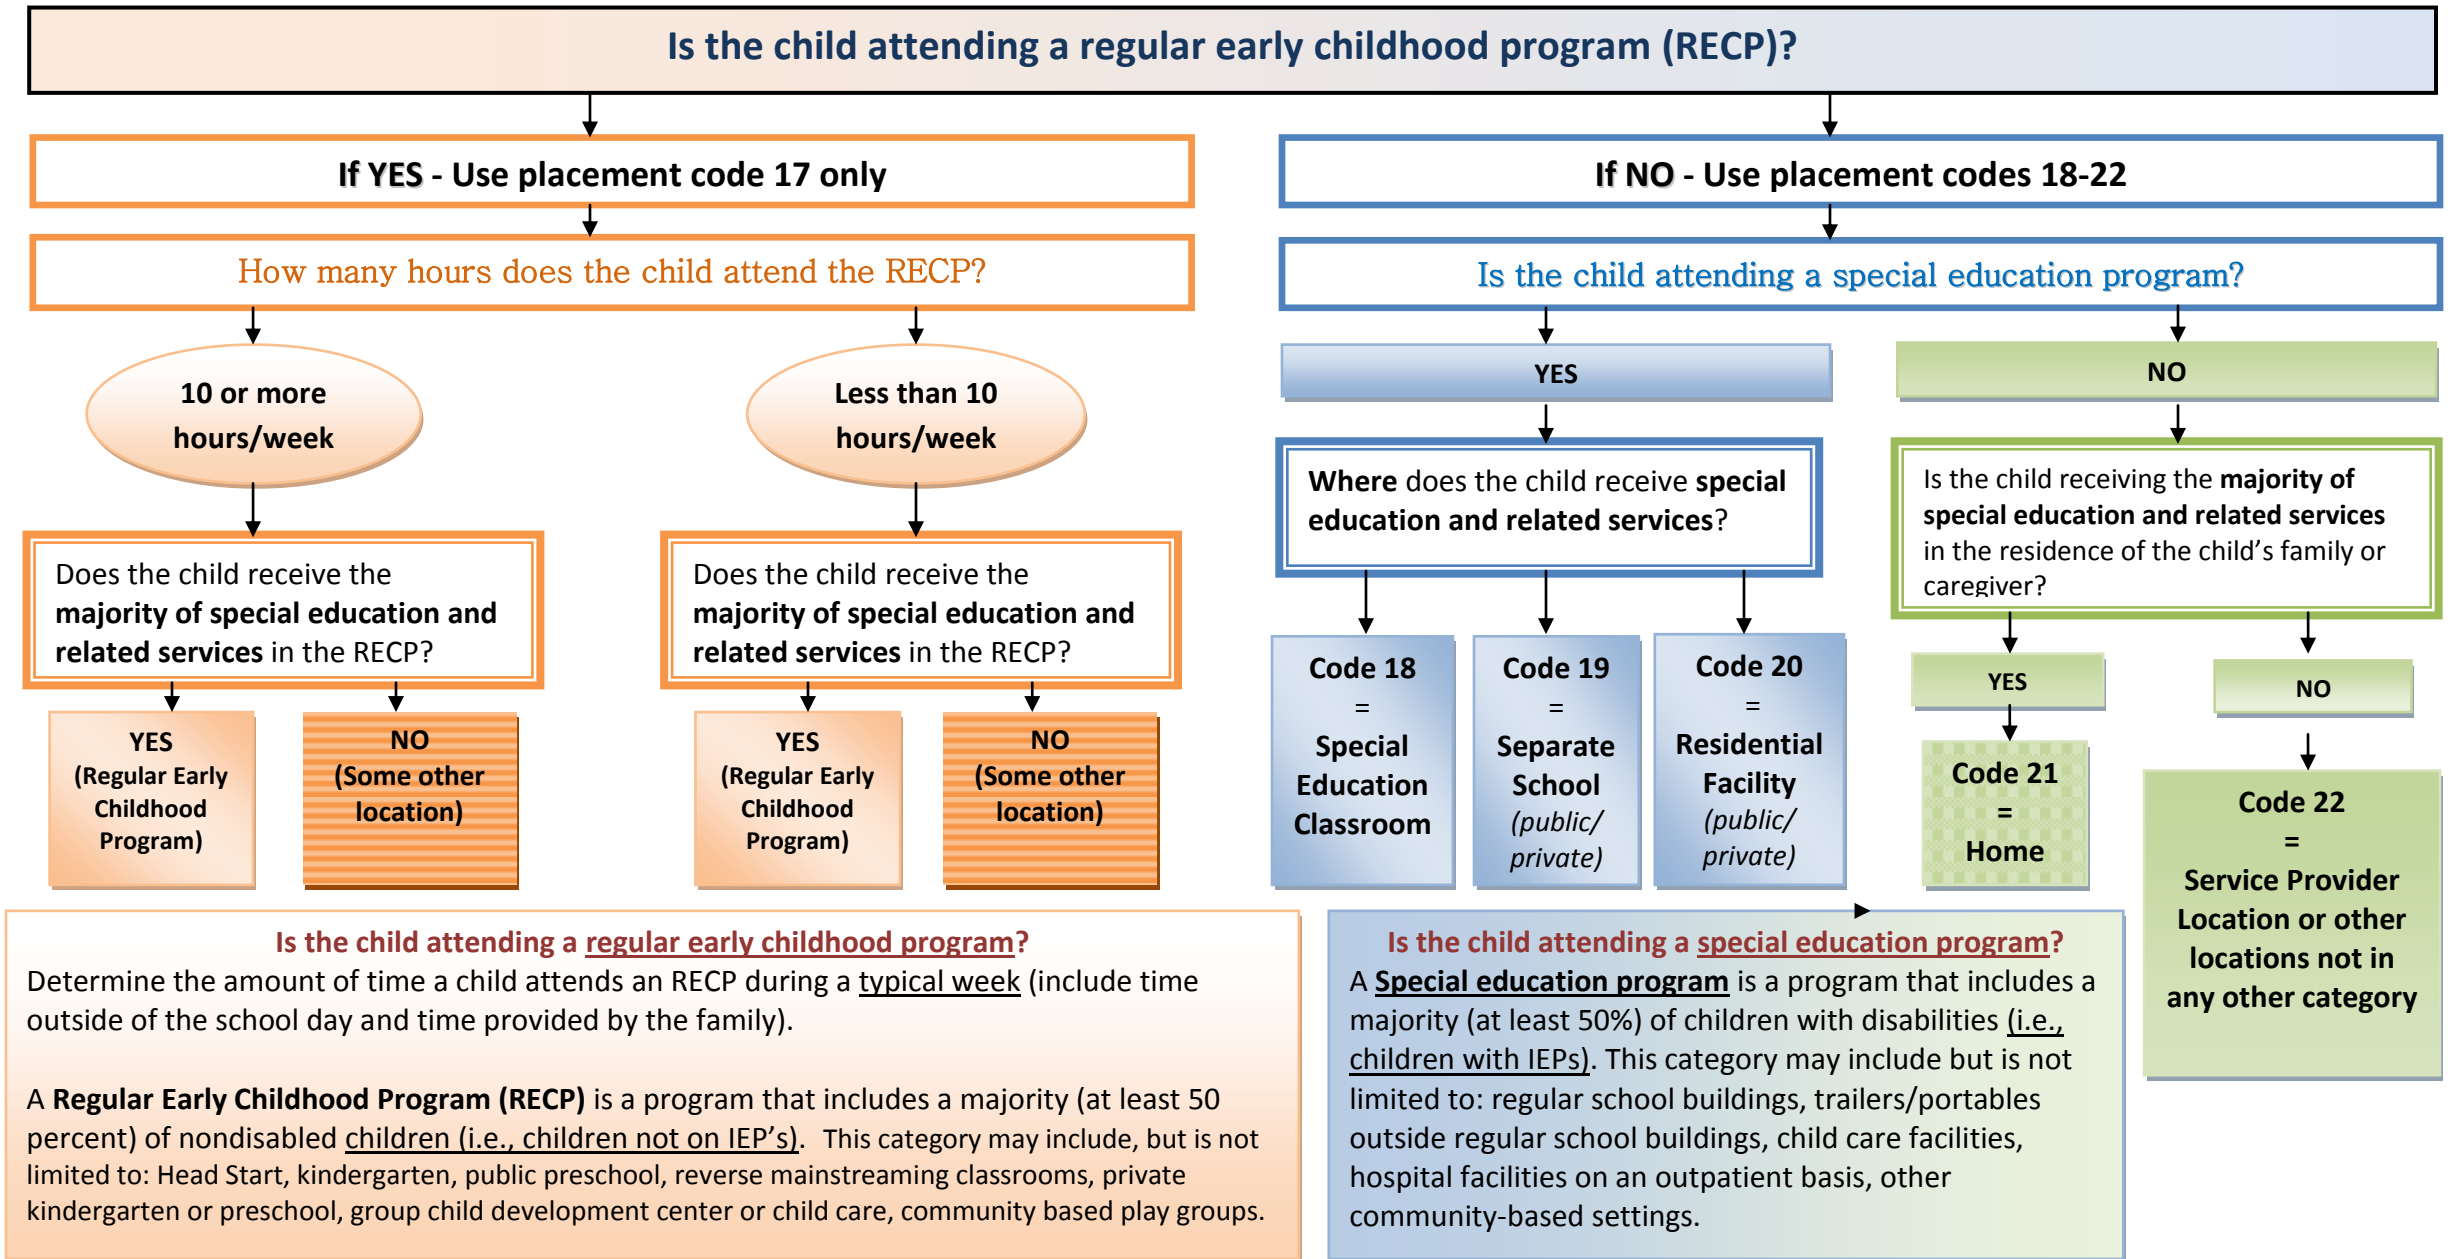 Is the child attending a regular early childhood program (RECP)?
If YES - Use placement code 17 only
How many hours does the child attend the RECP?
10 or more
hours/week
Less than 10
hours/week
Does the child receive the
majority of special education and
related services in the RECP?
Does the child receive the
majority of special education and
related services in the RECP?
YES
(Regular Early
Childhood
Program)
NO
(Some other
location)
YES
(Regular Early
Childhood
Program)
NO
(Some other
location)
If NO - Use placement codes 18-22
Is the child attending a special education program?
YES
Where does the child receive special
education and related services?
Code 18
=
Special
Education
Classroom
Code 19
=
Separate
School
(public/
private)
Code 20
=
Residential
Facility
(public/
private)
NO
Is the child receiving the majority of
special education and related services
in the residence of the child’s family or
caregiver?
YES
Code 21
=
Home
NO
Code 22
=
Service Provider
Location or other
locations not in
any other category
Is the child attending a regular early childhood program?
Determine the amount of time a child attends an RECP during a typical week (include time
outside of the school day and time provided by the family).
A Regular Early Childhood Program (RECP) is a program that includes a majority (at least 50
percent) of nondisabled children (i.e., children not on IEP’s). This category may include, but is not
limited to: Head Start, kindergarten, public preschool, reverse mainstreaming classrooms, private
kindergarten or preschool, group child development center or child care, community based play groups.
Is the child attending a special education program?
A Special education program is a program that includes a
majority (at least 50%) of children with disabilities (i.e.,
children with IEPs). This category may include but is not
limited to: regular school buildings, trailers/portables
outside regular school buildings, child care facilities,
hospital facilities on an outpatient basis, other
community-based settings.